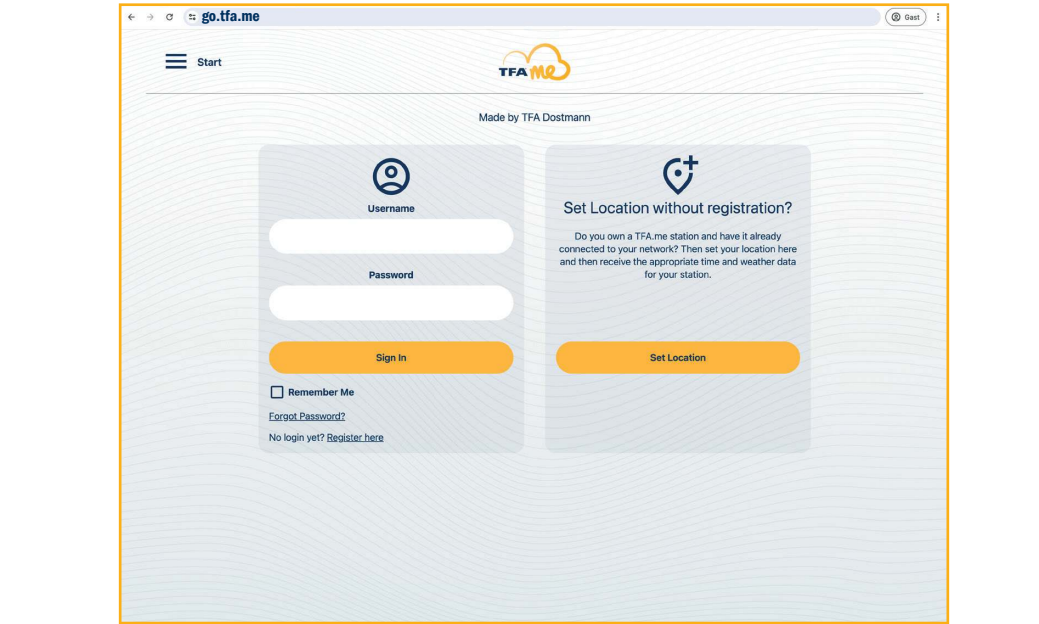 go.tfa.me
Gast
Start
TFA me
Made by TFA Dostmann
Username
Password
Sign In
Remember Me
Forgot Password?
No login yet? Register here
Set Location without registration?
Do you own a TFA.me station and have it already
connected to your network? Then set your location here
and then receive the appropriate time and weather data
for your station.
Set Location